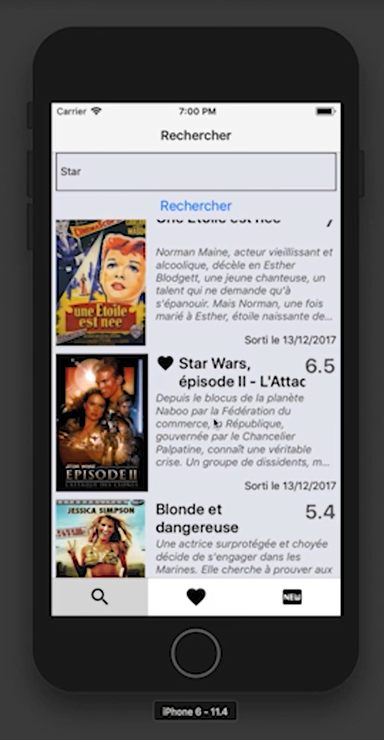 Carrier
7:00 PM
Rechercher
Star
Rechercher
Une Etoile est née
7
Norman Maine, acteur vieillissant et
alcoolique, décèle en Esther
Blodgett, une jeune chanteuse, un
talent qui ne demande qu'à
s'épanouir. Mais Norman, une fois
marié à Esther, étoile naissante de...
Sorti le 13/12/2017
CINEMASCOPE
une Etoile
est née
Star Wars,
6.5
épisode II - L'Attac
Depuis le blocus de la planète
Naboo par la Fédération du
commerce, la République,
gouvernée par le Chancelier
Palpatine, connaît une véritable
crise. Un groupe de dissidents, m...
Sorti le 13/12/2017
STAR WARS
EPISODE II
L'ATTAQUE DES CLONES
JESSICA SIMPSON
Blonde et
5.4
dangereuse
Une actrice surprotégée et choyée
décide de s'engager dans les
Marines. Elle cherche à prouver aux
NEW
iPhone 6 - 11.4